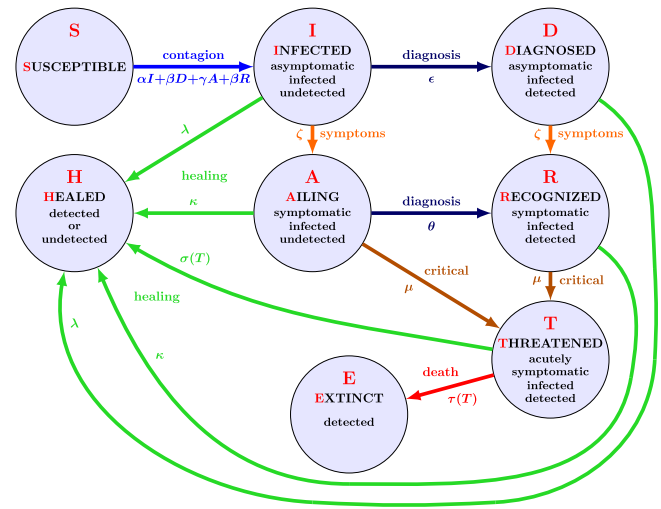 S
SUSCEPTIBLE
contagion
αI+βD+γA+βR
I
INFECTED
asymptomatic
infected
undetected
diagnosis
ϵ
D
DIAGNOSED
asymptomatic
infected
detected
λ
ζ symptoms
ζ symptoms
healing
H
HEALED
detected
or
undetected
κ
A
AILING
symptomatic
infected
undetected
diagnosis
θ
R
RECOGNIZED
symptomatic
infected
detected
σ(T)
critical
μ
μ critical
healing
λ
κ
T
THREATENED
acutely
symptomatic
infected
detected
death
τ(T)
E
EXTINCT
detected